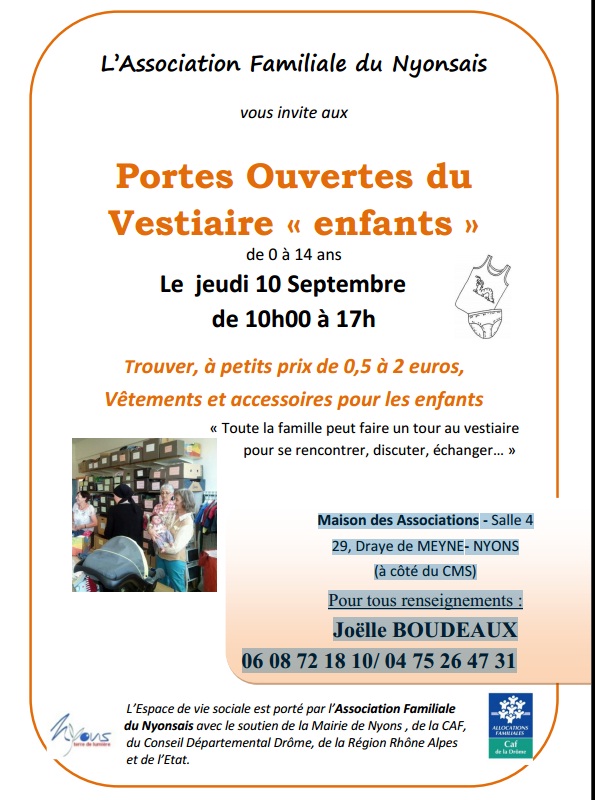 L'Association Familiale du Nyonsais
vous invite aux
Portes Ouvertes du
Vestiaire « enfants »
de 0 à 14 ans
Le jeudi 10 Septembre
de 10h00 à 17h
Trouver, à petits prix de 0,5 à 2 euros,
Vêtements et accessoires pour les enfants
« Toute la famille peut faire un tour au vestiaire
pour se rencontrer, discuter, échanger... »
Maison des Associations - Salle 4
29, Draye de MEYNE- NYONS
(à côté du CMS)
Pour tous renseignements :
Joëlle BOUDEAUX
06 08 72 18 10/ 04 75 26 47 31
L'Espace de vie sociale est porté par l'Association Familiale
du Nyonsais avec le soutien de la Mairie de Nyons , de la CAF,
du Conseil Départemental Drôme, de la Région Rhône Alpes
et de l'Etat.
Nyons
terre de lumière
ALLOCATIONS
FAMILIALES
Caf
de la Drôme